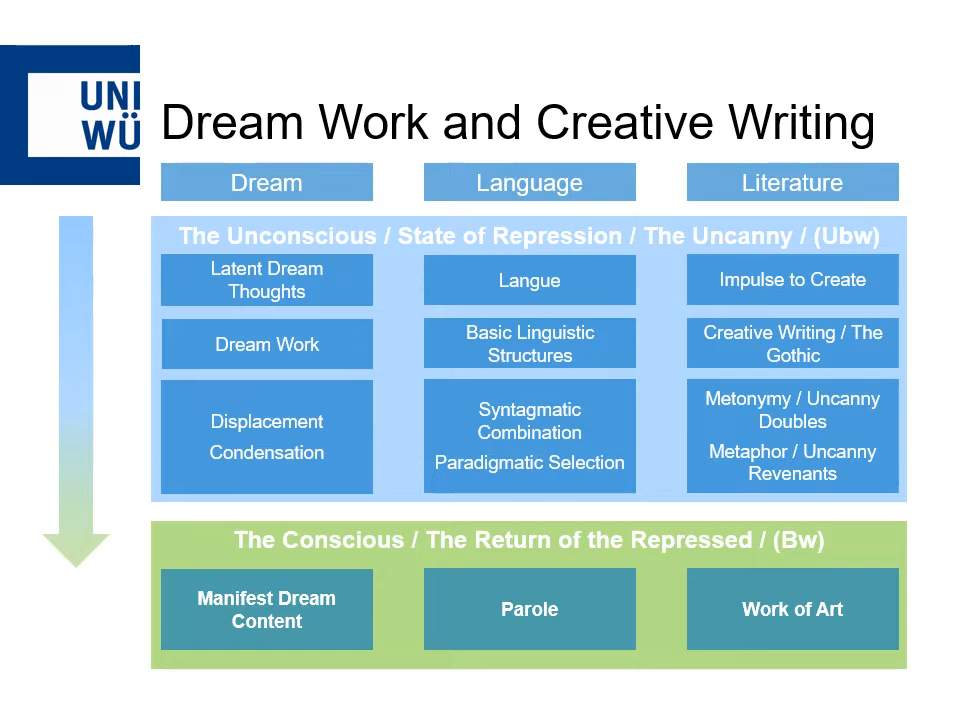 UNI
WÜ
Dream Work and Creative Writing
Dream
Language
Literature
The Unconscious / State of Repression / The Uncanny / (Ubw)
Latent Dream
Thoughts
Langue
Impulse to Create
Dream Work
Basic Linguistic
Structures
Creative Writing / The
Gothic
Displacement
Condensation
Syntagmatic
Combination
Paradigmatic Selection
Metonymy / Uncanny
Doubles
Metaphor / Uncanny
Revenants
The Conscious / The Return of the Repressed / (Bw)
Manifest Dream
Content
Parole
Work of Art